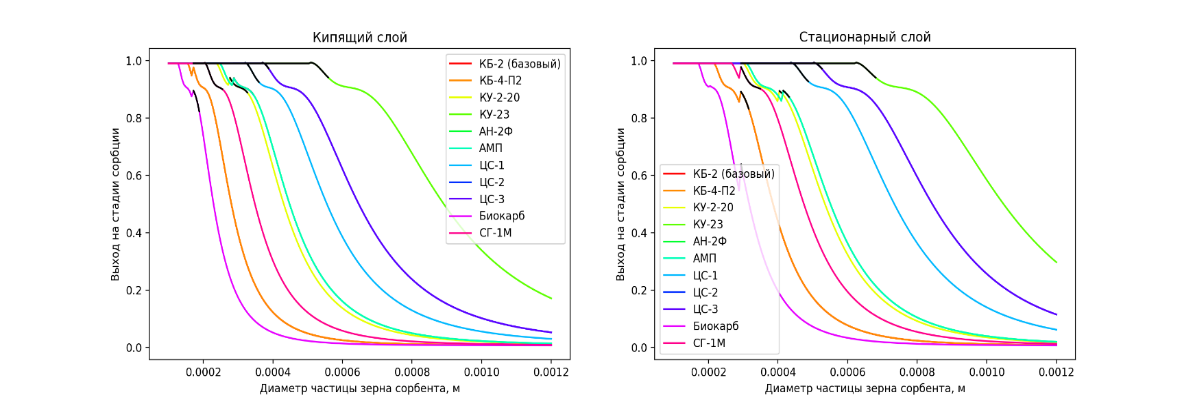 Кипящий слой
Выход на стадии сорбции
1.0
0.8
0.6
0.4
0.2
0.0
КБ-2 (базовый)
КБ-4-П2
КУ-2-20
КУ-23
АН-2Ф
АМП
ЦС-1
ЦС-2
ЦС-3
Биокарб
СГ-1М
0.0002 0.0004 0.0006 0.0008 0.0010 0.0012
Диаметр частицы зерна сорбента, м
Стационарный слой
Выход на стадии сорбции
1.0
0.8
0.6
0.4
0.2
0.0
КБ-2 (базовый)
КБ-4-П2
КУ-2-20
КУ-23
АН-2Ф
АМП
ЦС-1
ЦС-2
ЦС-3
Биокарб
СГ-1М
0.0002 0.0004 0.0006 0.0008 0.0010 0.0012
Диаметр частицы зерна сорбента, м